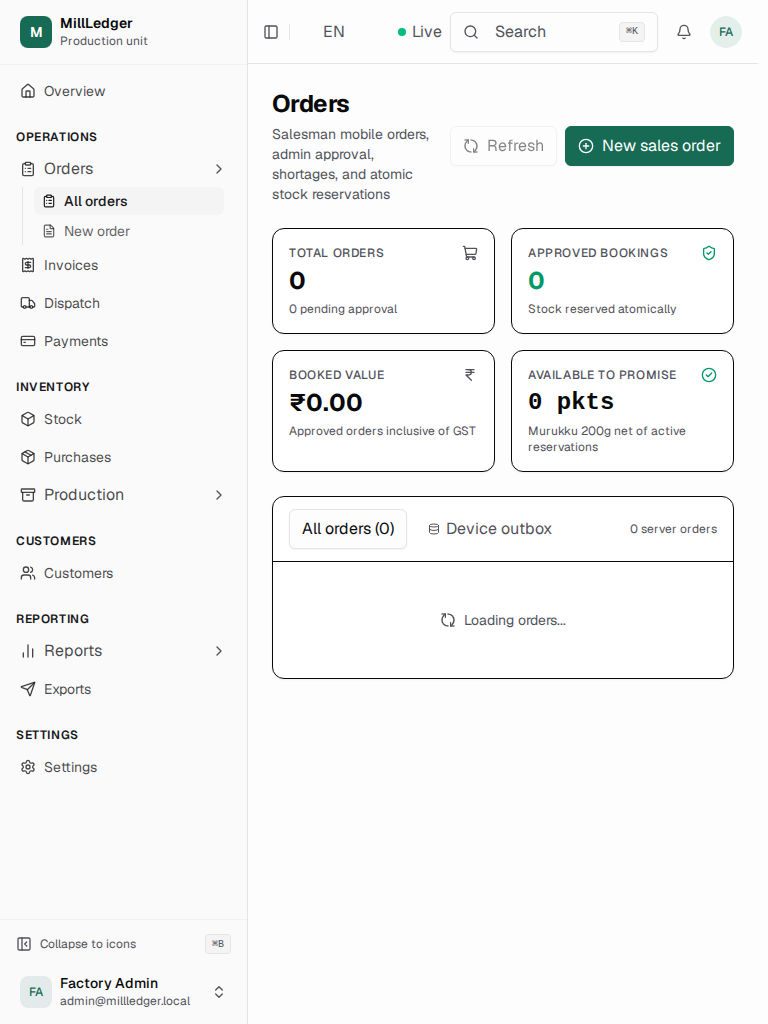 M
MillLedger
Production unit
Overview
OPERATIONS
Orders
All orders
New order
Invoices
Dispatch
Payments
INVENTORY
Stock
Purchases
Production
CUSTOMERS
Customers
REPORTING
Reports
Exports
SETTINGS
Settings
Collapse to icons ⌘B
FA
Factory Admin
admin@millledger.local
EN
Live
Search ⌘K
FA
Orders
Salesman mobile orders,
admin approval,
shortages, and atomic
stock reservations
Refresh
New sales order
TOTAL ORDERS
0
0 pending approval
APPROVED BOOKINGS
0
Stock reserved atomically
BOOKED VALUE
₹
₹0.00
Approved orders inclusive of GST
AVAILABLE TO PROMISE
0 pkts
Murukku 200g net of active
reservations
All orders (0)
Device outbox
0 server orders
Loading orders...